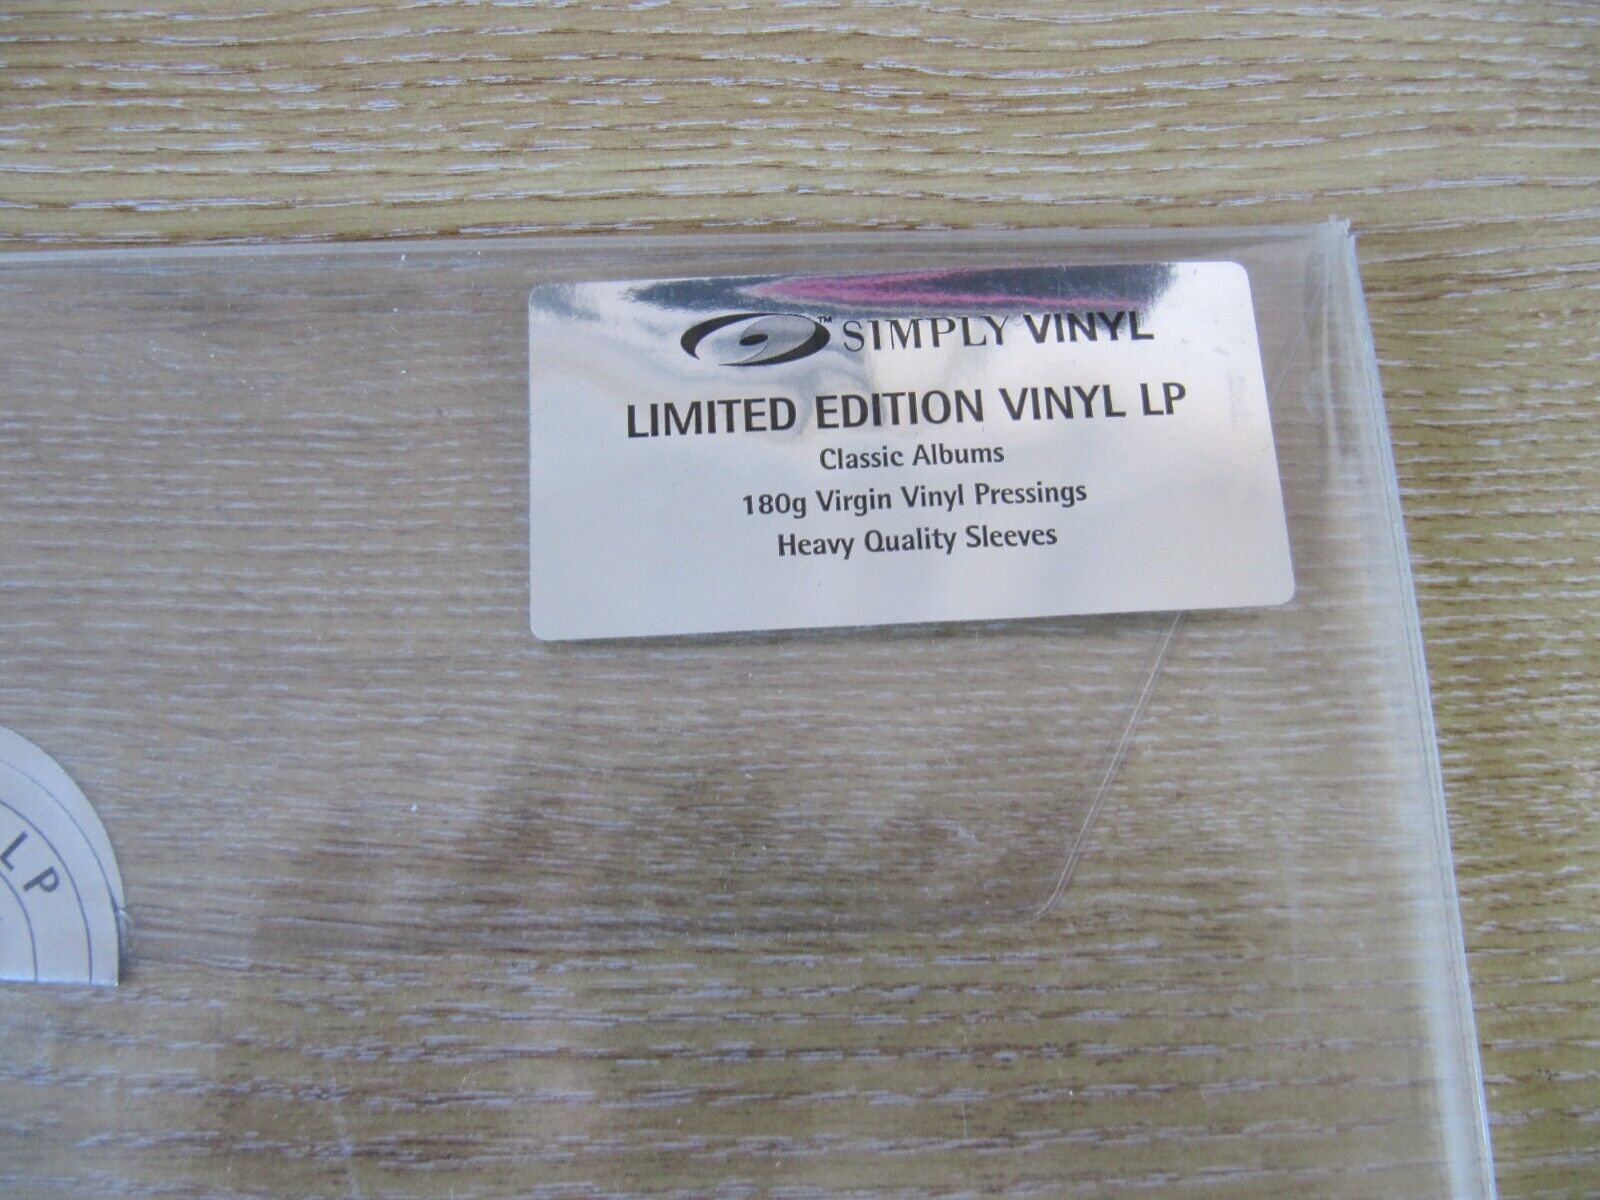 ™ SIMPLY VINYL
LIMITED EDITION VINYL LP
Classic Albums
180g Virgin Vinyl Pressings
Heavy Quality Sleeves
LP